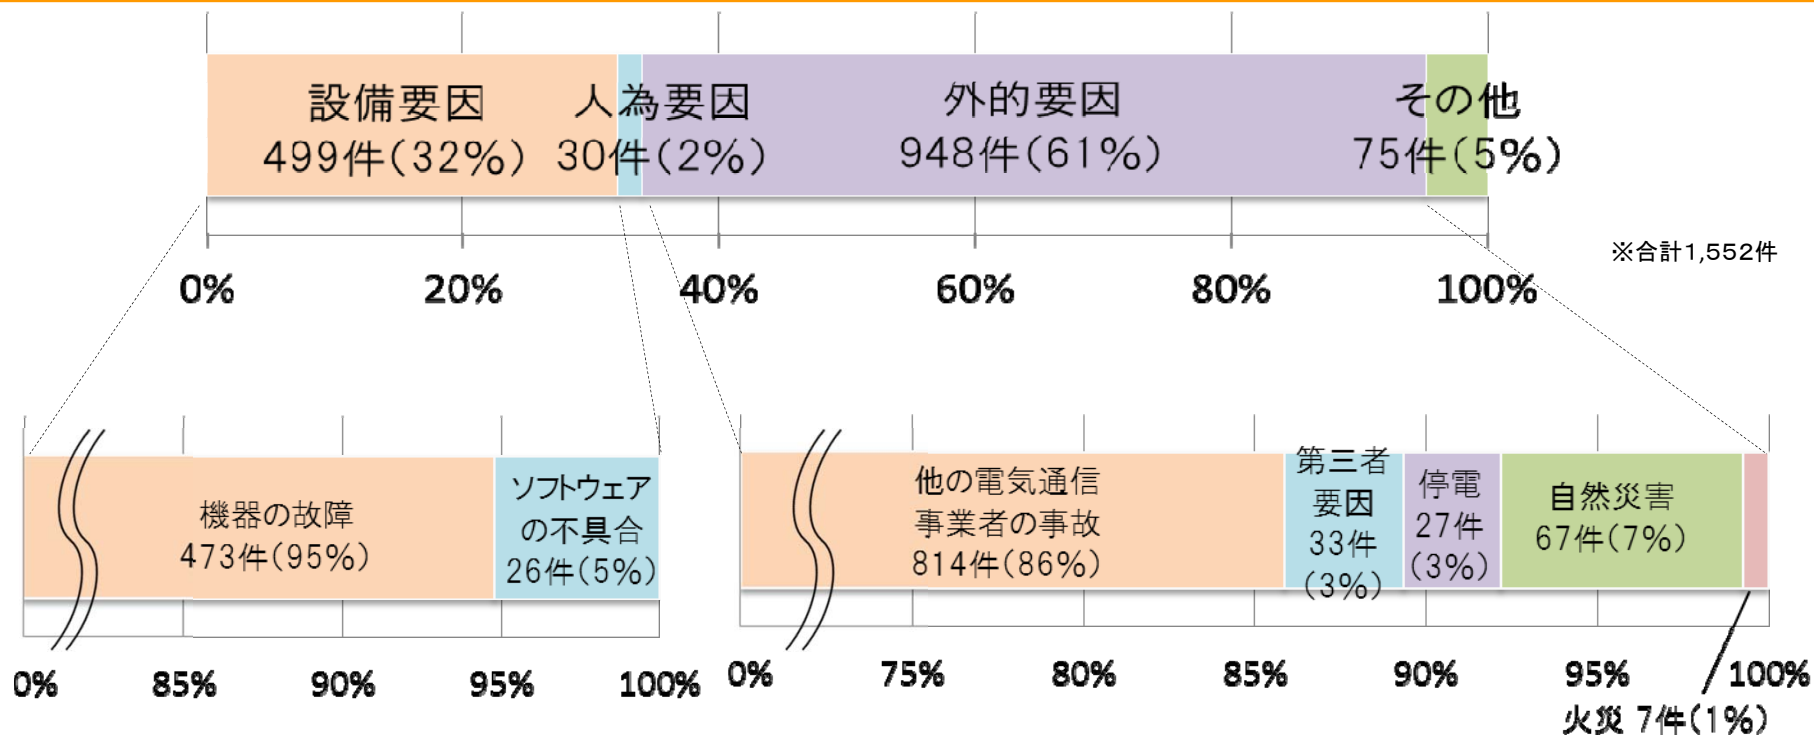 設備要因
499件(32%)
人為要因
30件(2%)
外的要因
948件(61%)
その他
75件(5%)
※合計1,552件
0% 20% 40% 60% 80% 100%
機器の故障
473件(95%)
ソフトウェア
の不具合
26件(5%)
0% 85% 90% 95% 100%
他の電気通信
事業者の事故
814件(86%)
第三者
要因
33件
(3%)
停電
27件
(3%)
自然災害
67件(7%)
0% 75% 80% 85% 90% 95% 100%
火災 7件(1%)